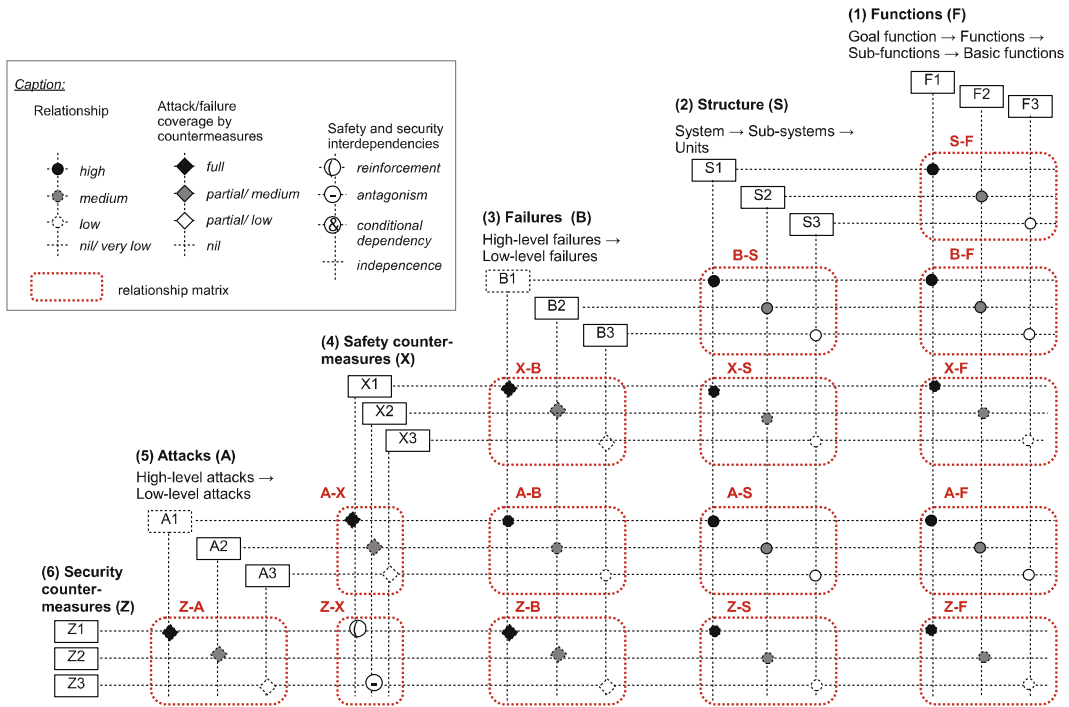 (1) Functions (F)
Goal function → Functions →
Sub-functions → Basic functions
F1
F2
F3
Caption:
Relationship
Attack/failure
coverage by
countermeasures
Safety and security
interdependencies
high
medium
low
nil/ very low
full
partial/ medium
partial/ low
nil
reinforcement
-
antagonism
&
conditional
dependency
indepencence
relationship matrix
(2) Structure (S)
System → Sub-systems →
Units
S1
S2
S3
S-F
(3) Failures (B)
High-level failures →
Low-level failures
B1
B2
B3
B-S
B-F
(4) Safety counter-
measures (X)
X1
X2
X3
X-B
X-S
X-F
(5) Attacks (A)
High-level attacks →
Low-level attacks
A1
A2
A3
A-X
A-B
A-S
A-F
(6) Security
counter-
measures (Z)
Z1
Z2
Z3
Z-A
Z-X
Z-B
Z-S
Z-F
-